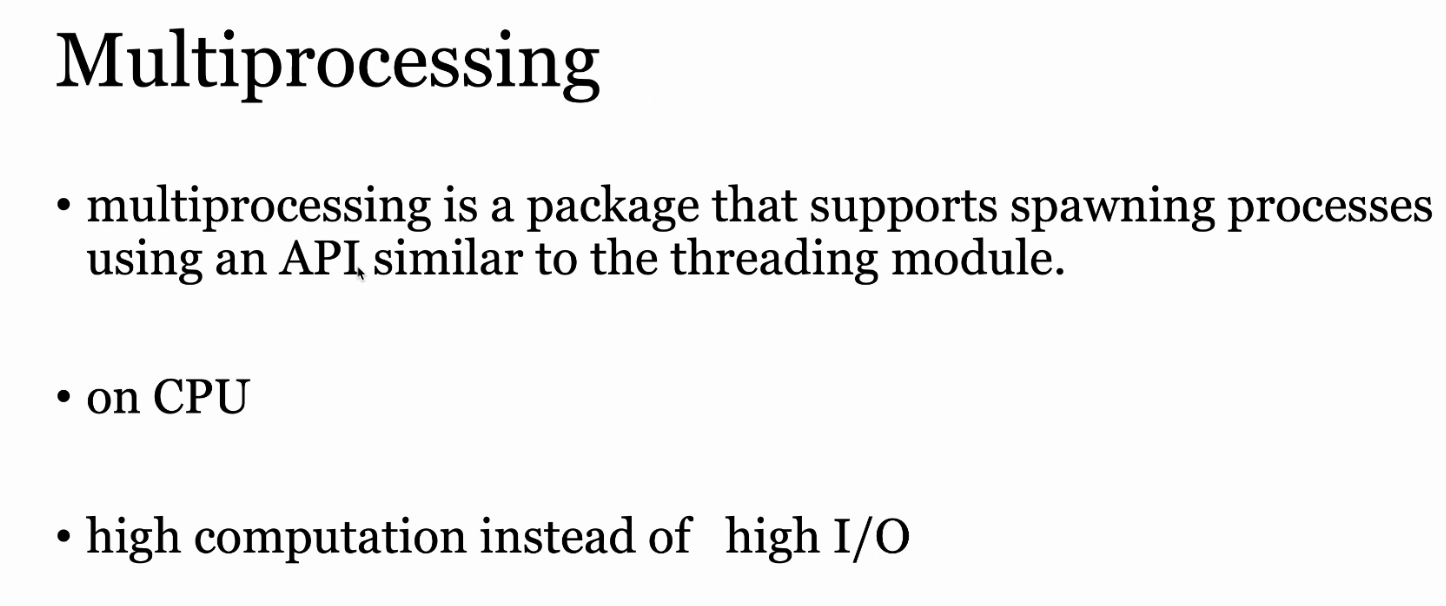 Multiprocessing
• multiprocessing is a package that supports spawning processes
using an API similar to the threading module.
• on CPU
• high computation instead of high I/O